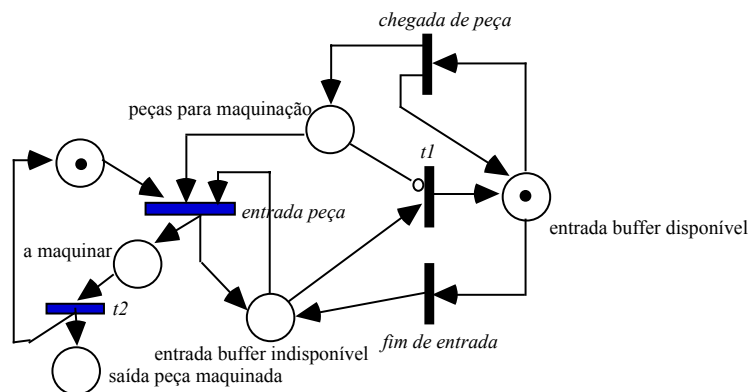 chegada de peça
peças para maquinação
t1
entrada peça
entrada buffer disponível
a maquinar
t2
fim de entrada
entrada buffer indisponível
saída peça maquinada